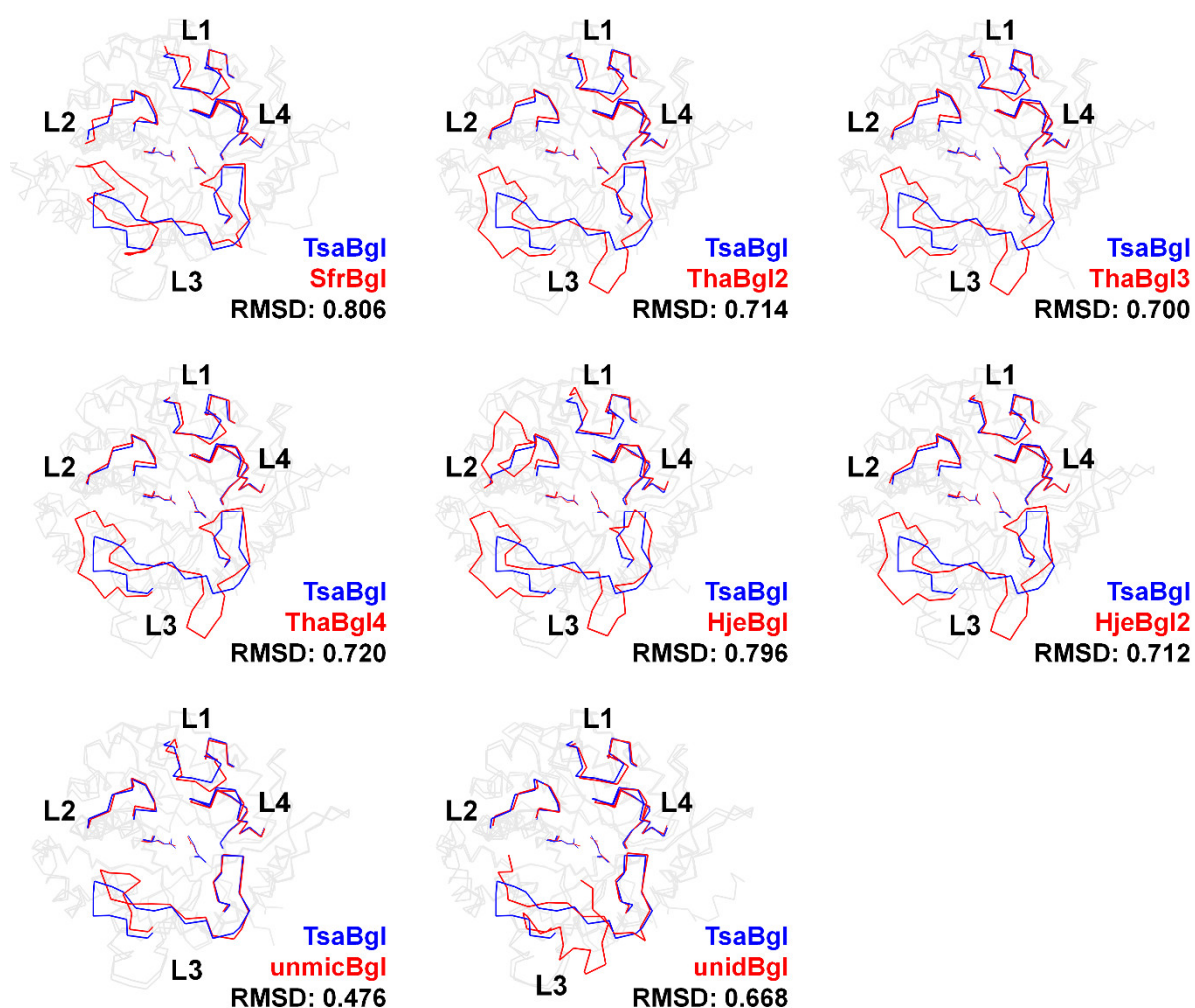 L1
L2
L4
L3
TsaBgl
SfrBgl
RMSD: 0.806
L1
L2
L4
L3
TsaBgl
ThaBgl2
RMSD: 0.714
L1
L2
L4
L3
TsaBgl
ThaBgl3
RMSD: 0.700
L1
L2
L4
L3
TsaBgl
ThaBgl4
RMSD: 0.720
L1
L2
L4
L3
TsaBgl
HjeBgl
RMSD: 0.796
L1
L2
L4
L3
TsaBgl
HjeBgl2
RMSD: 0.712
L1
L2
L4
L3
TsaBgl
unmicBgl
RMSD: 0.476
L1
L2
L4
L3
TsaBgl
unidBgl
RMSD: 0.668